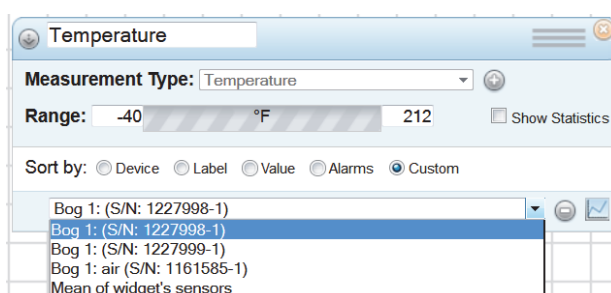 Temperature
Measurement Type: Temperature
Range: -40 °F 212 Show Statistics
Sort by: Device Label Value Alarms Custom
Bog 1: (S/N: 1227998-1)
Bog 1: (S/N: 1227998-1)
Bog 1: (S/N: 1227999-1)
Bog 1: air (S/N: 1161585-1)
Mean of widget's sensors